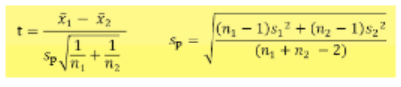 t = (x̄₁ − x̄₂) / (sₚ√(1/n₁ + 1/n₂))
sₚ = √(((n₁ − 1)s₁² + (n₂ − 1)s₂²) / (n₁ + n₂ − 2))